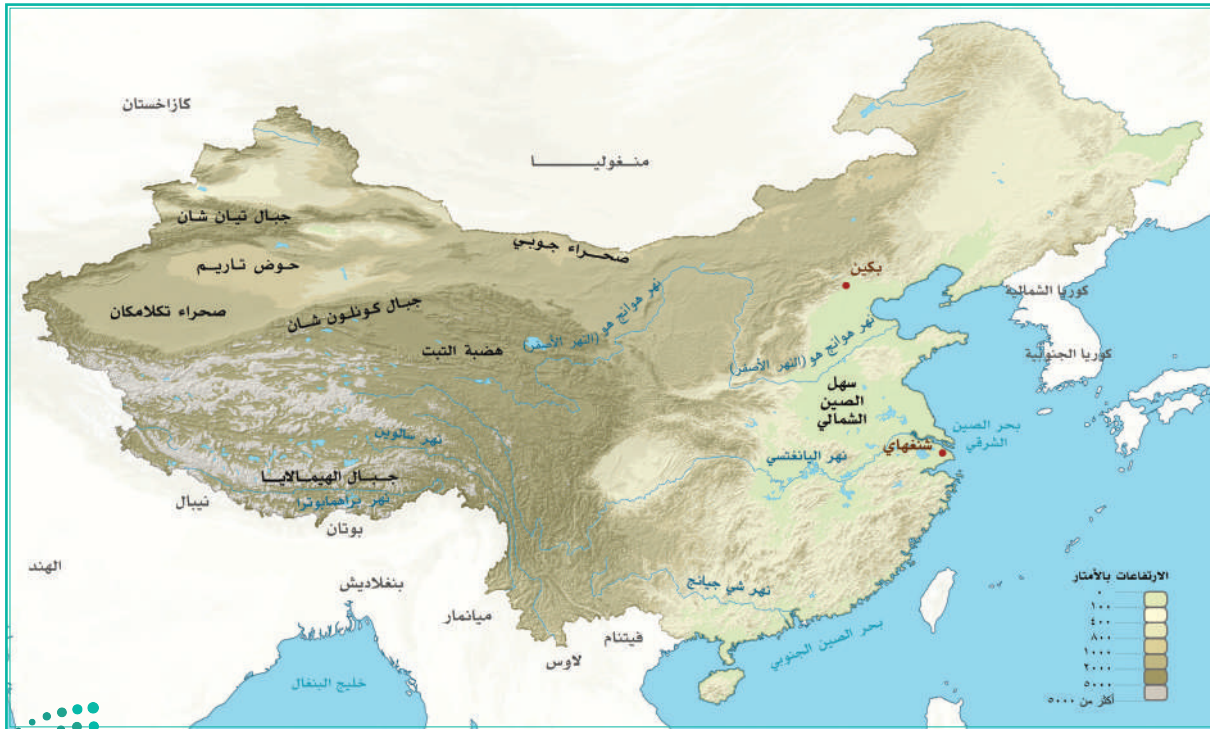 كازاخستان
منغوليا
جبال تيان شان
صحراء جوبي
حوض تاريم
بكين
كوريا الشمالية
جبال كونلون شان
نهر هوانج هو (النهر الأصفر)
صحراء تكلامكان
هضبة التبت
نهر هوانج هو (النهر الأصفر)
كوريا الجنوبية
سهل
الصين
الشمالي
بحر الصين
الشرقي
شنغهاي
نهر سالوين
نهر اليانغتسي
جبال الهيمالايا
نهر براهمابوترا
نيبال
بوتان
الهند
بنغلاديش
ميانمار
نهر شي جيانج
فيتنام
لاوس
بحر الصين الجنوبي
خليج البنغال
الارتفاعات بالأمتار
٠
١٠٠
٤٠٠
٨٠٠
١٠٠٠
٢٠٠٠
٥٠٠٠
أكثر من ٥٠٠٠